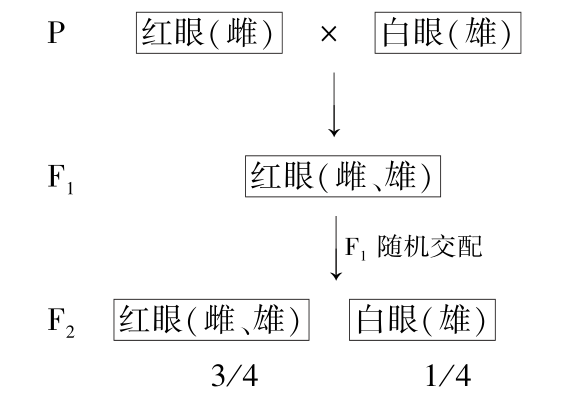 P 红眼(雌) × 白眼(雄)
F₁ 红眼(雌、雄)
F₁ 随机交配
F₂ 红眼(雌、雄) 白眼(雄)
3/4 1/4